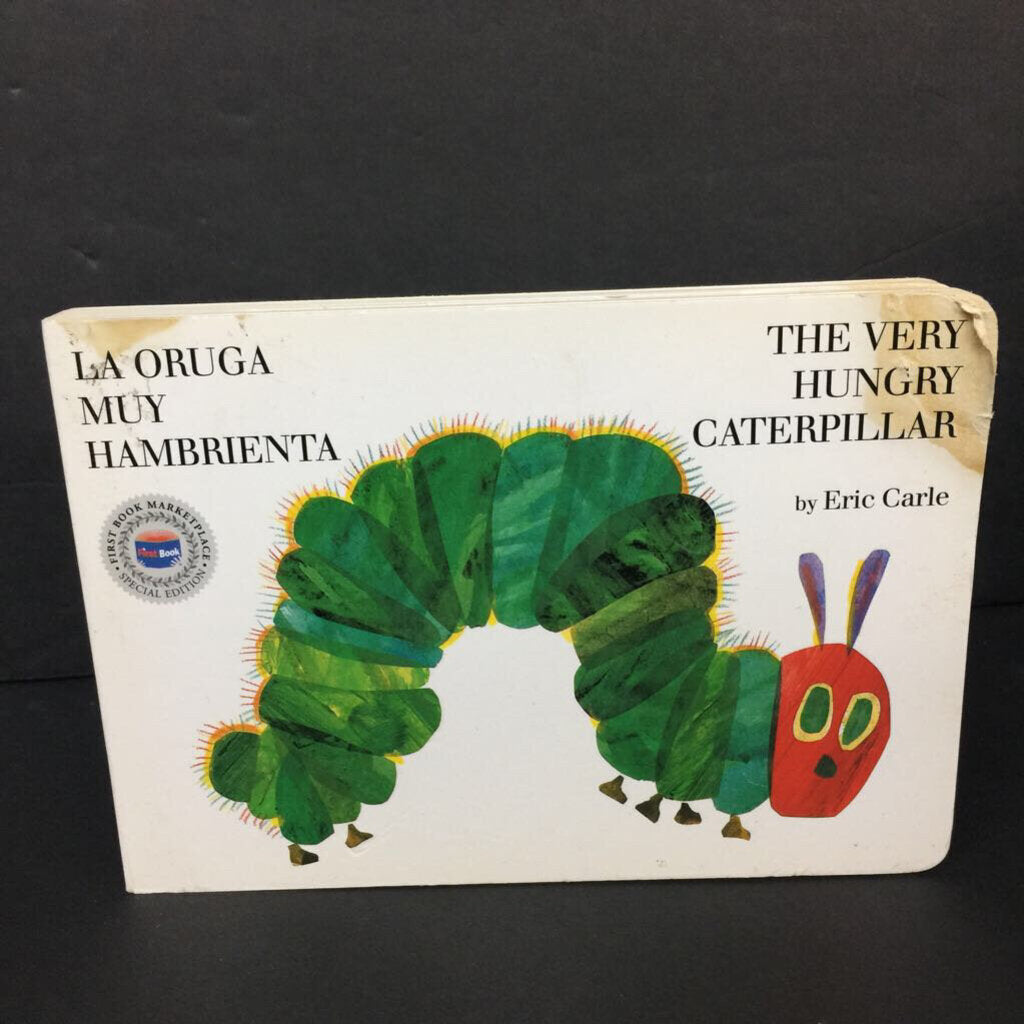 LA ORUGA
MUY
HAMBRIENTA
THE VERY
HUNGRY
CATERPILLAR
by Eric Carle
FIRST BOOK MARKETPLACE
First Book
SPECIAL EDITION